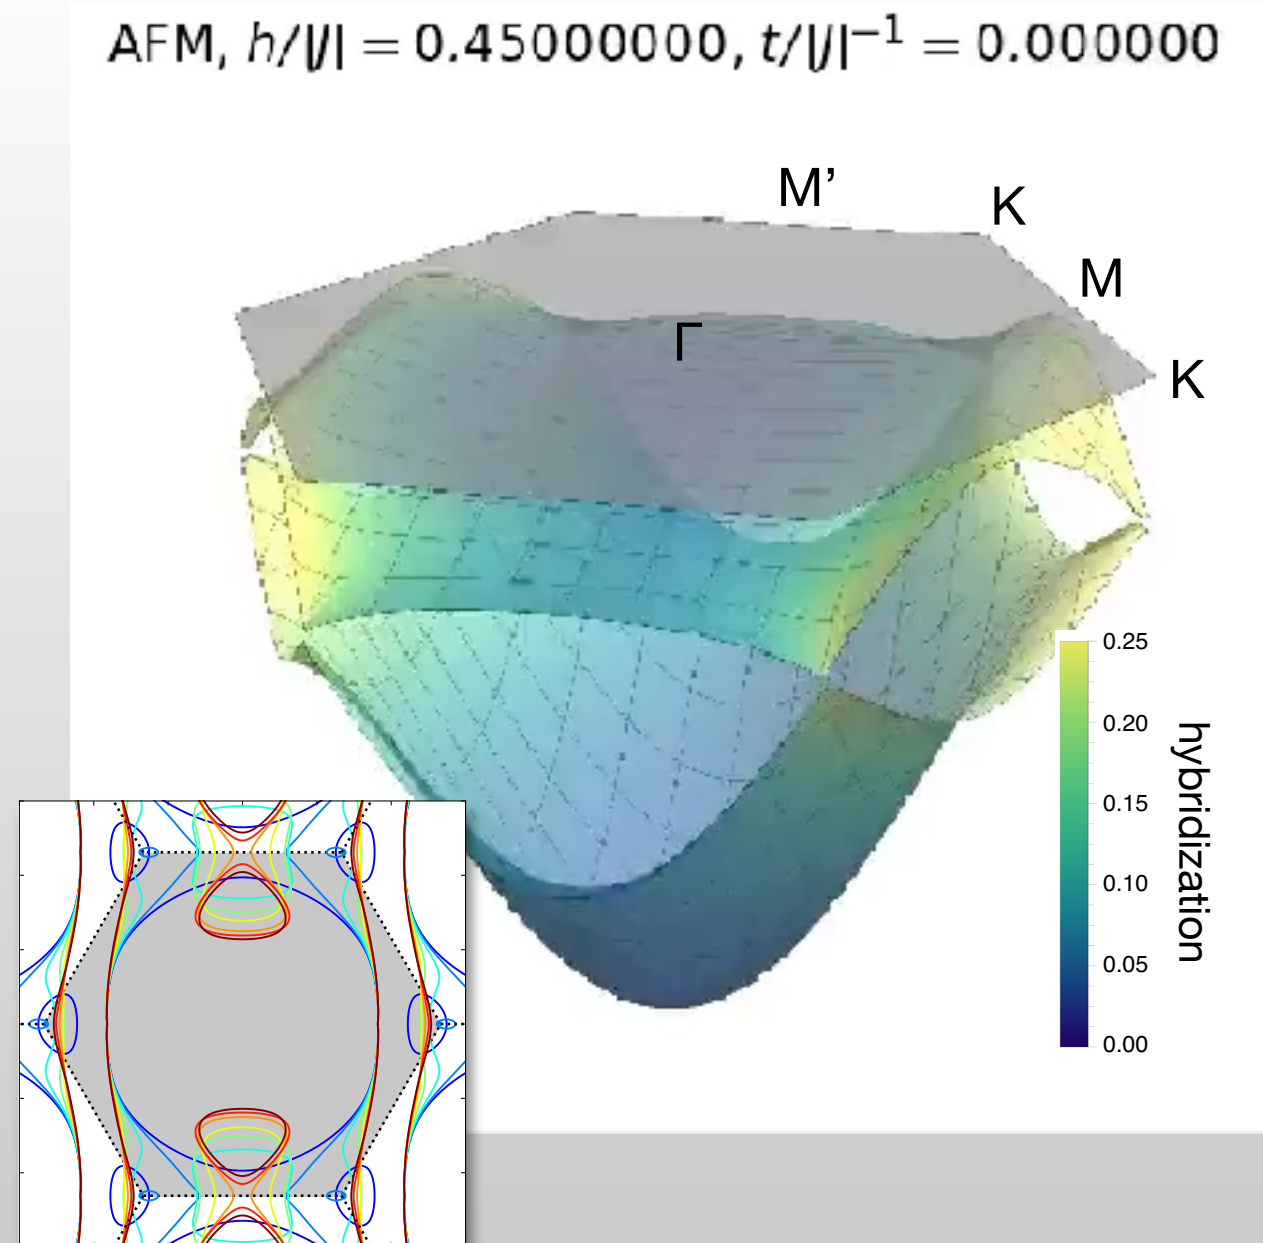 AFM, h/|J| = 0.45000000, t/|J|⁻¹ = 0.000000
M’
K
M
Γ
K
0.25
0.20
0.15
0.10
0.05
0.00
hybridization